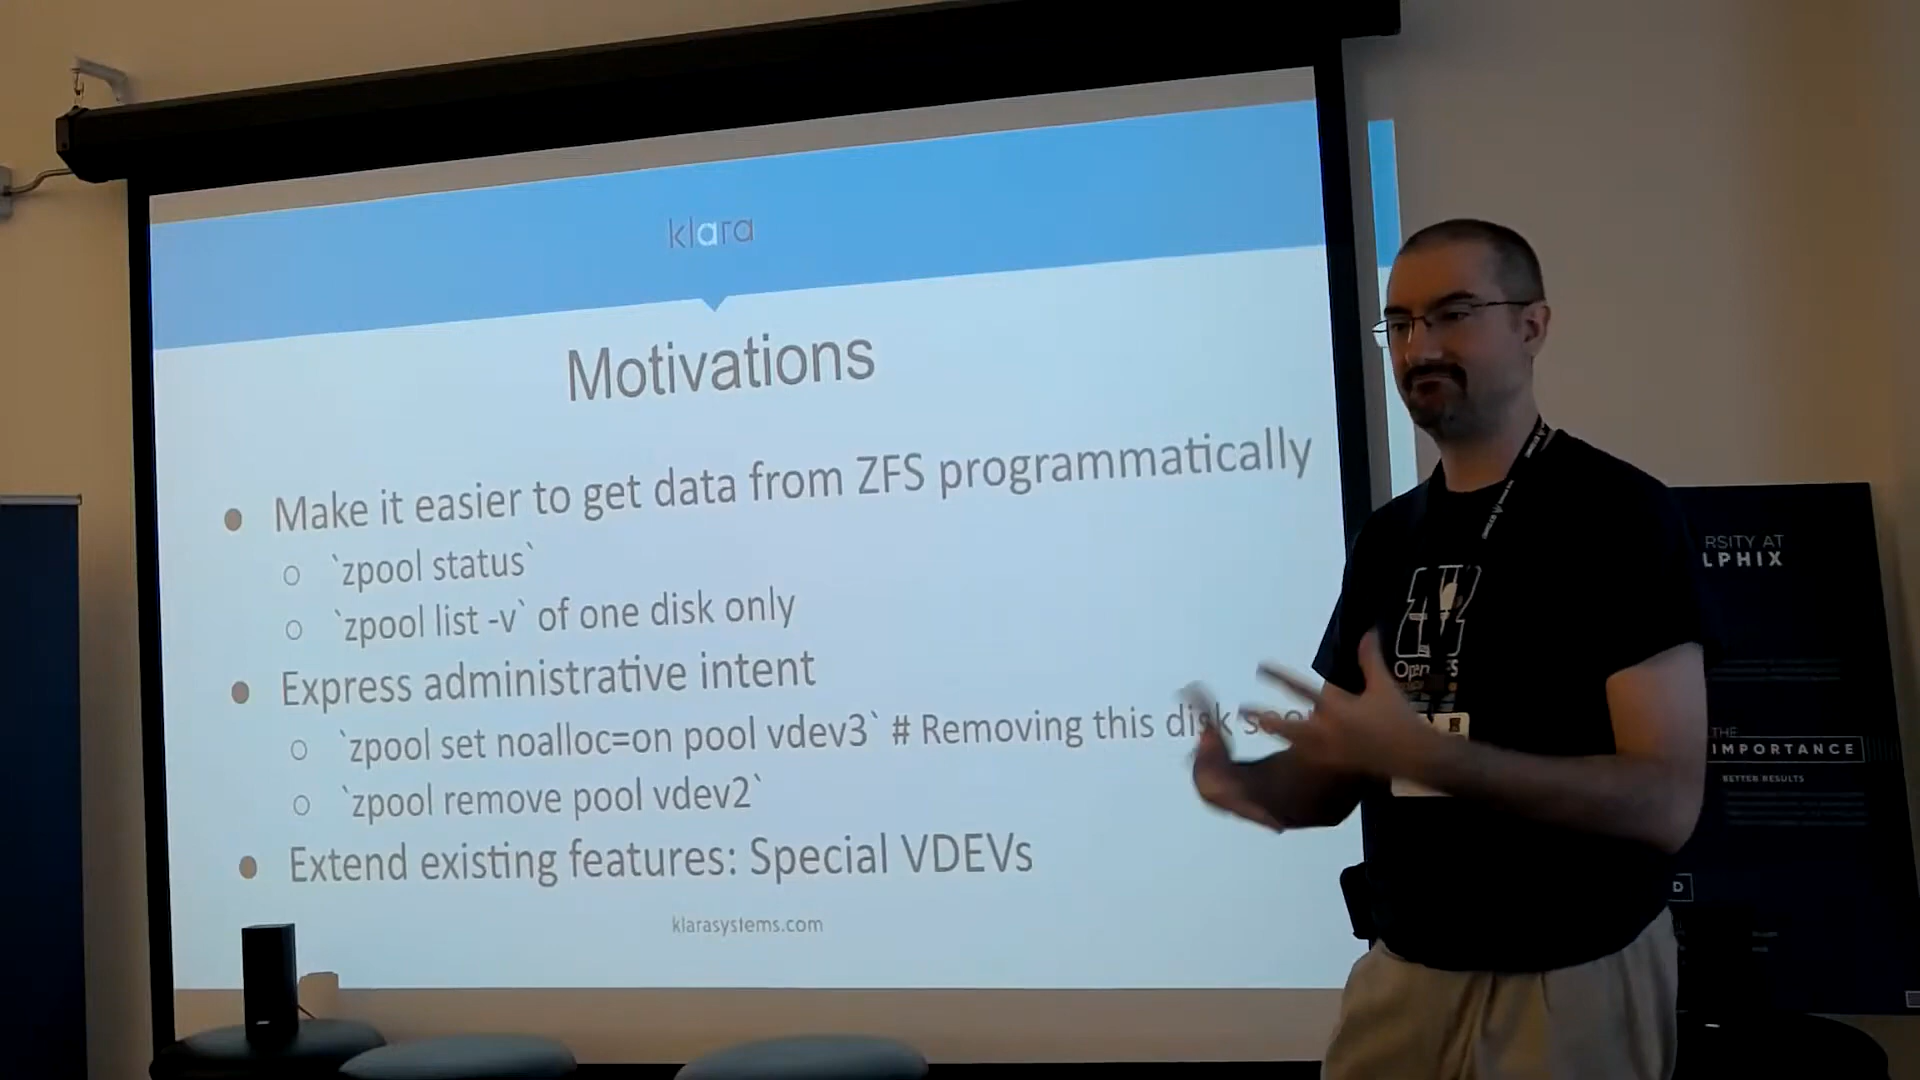 klara
Motivations
● Make it easier to get data from ZFS programmatically
○ `zpool status`
○ `zpool list -v` of one disk only
● Express administrative intent
○ `zpool set noalloc=on pool vdev3` # Removing this disk
○ `zpool remove pool vdev2`
● Extend existing features: Special VDEVs
klarasystems.com
RSITY AT
LPHIX
THE
IMPORTANCE
BETTER RESULTS
D